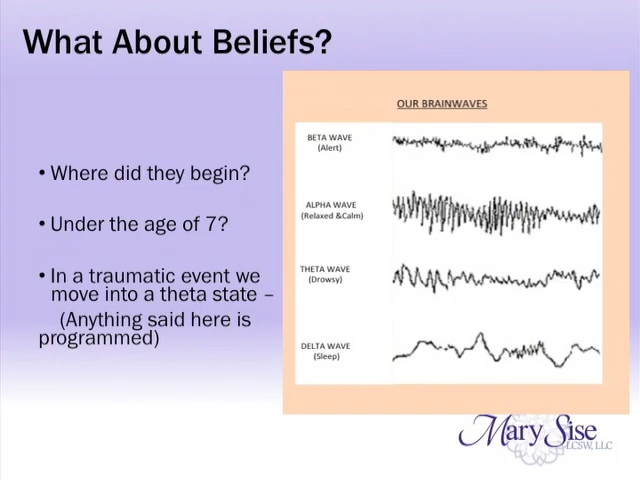 What About Beliefs?
• Where did they begin?
• Under the age of 7?
• In a traumatic event we
move into a theta state –
(Anything said here is
programmed)
OUR BRAINWAVES
BETA WAVE
(Alert)
ALPHA WAVE
(Relaxed &Calm)
THETA WAVE
(Drowsy)
DELTA WAVE
(Sleep)
Mary Sise
LCSW, LLC